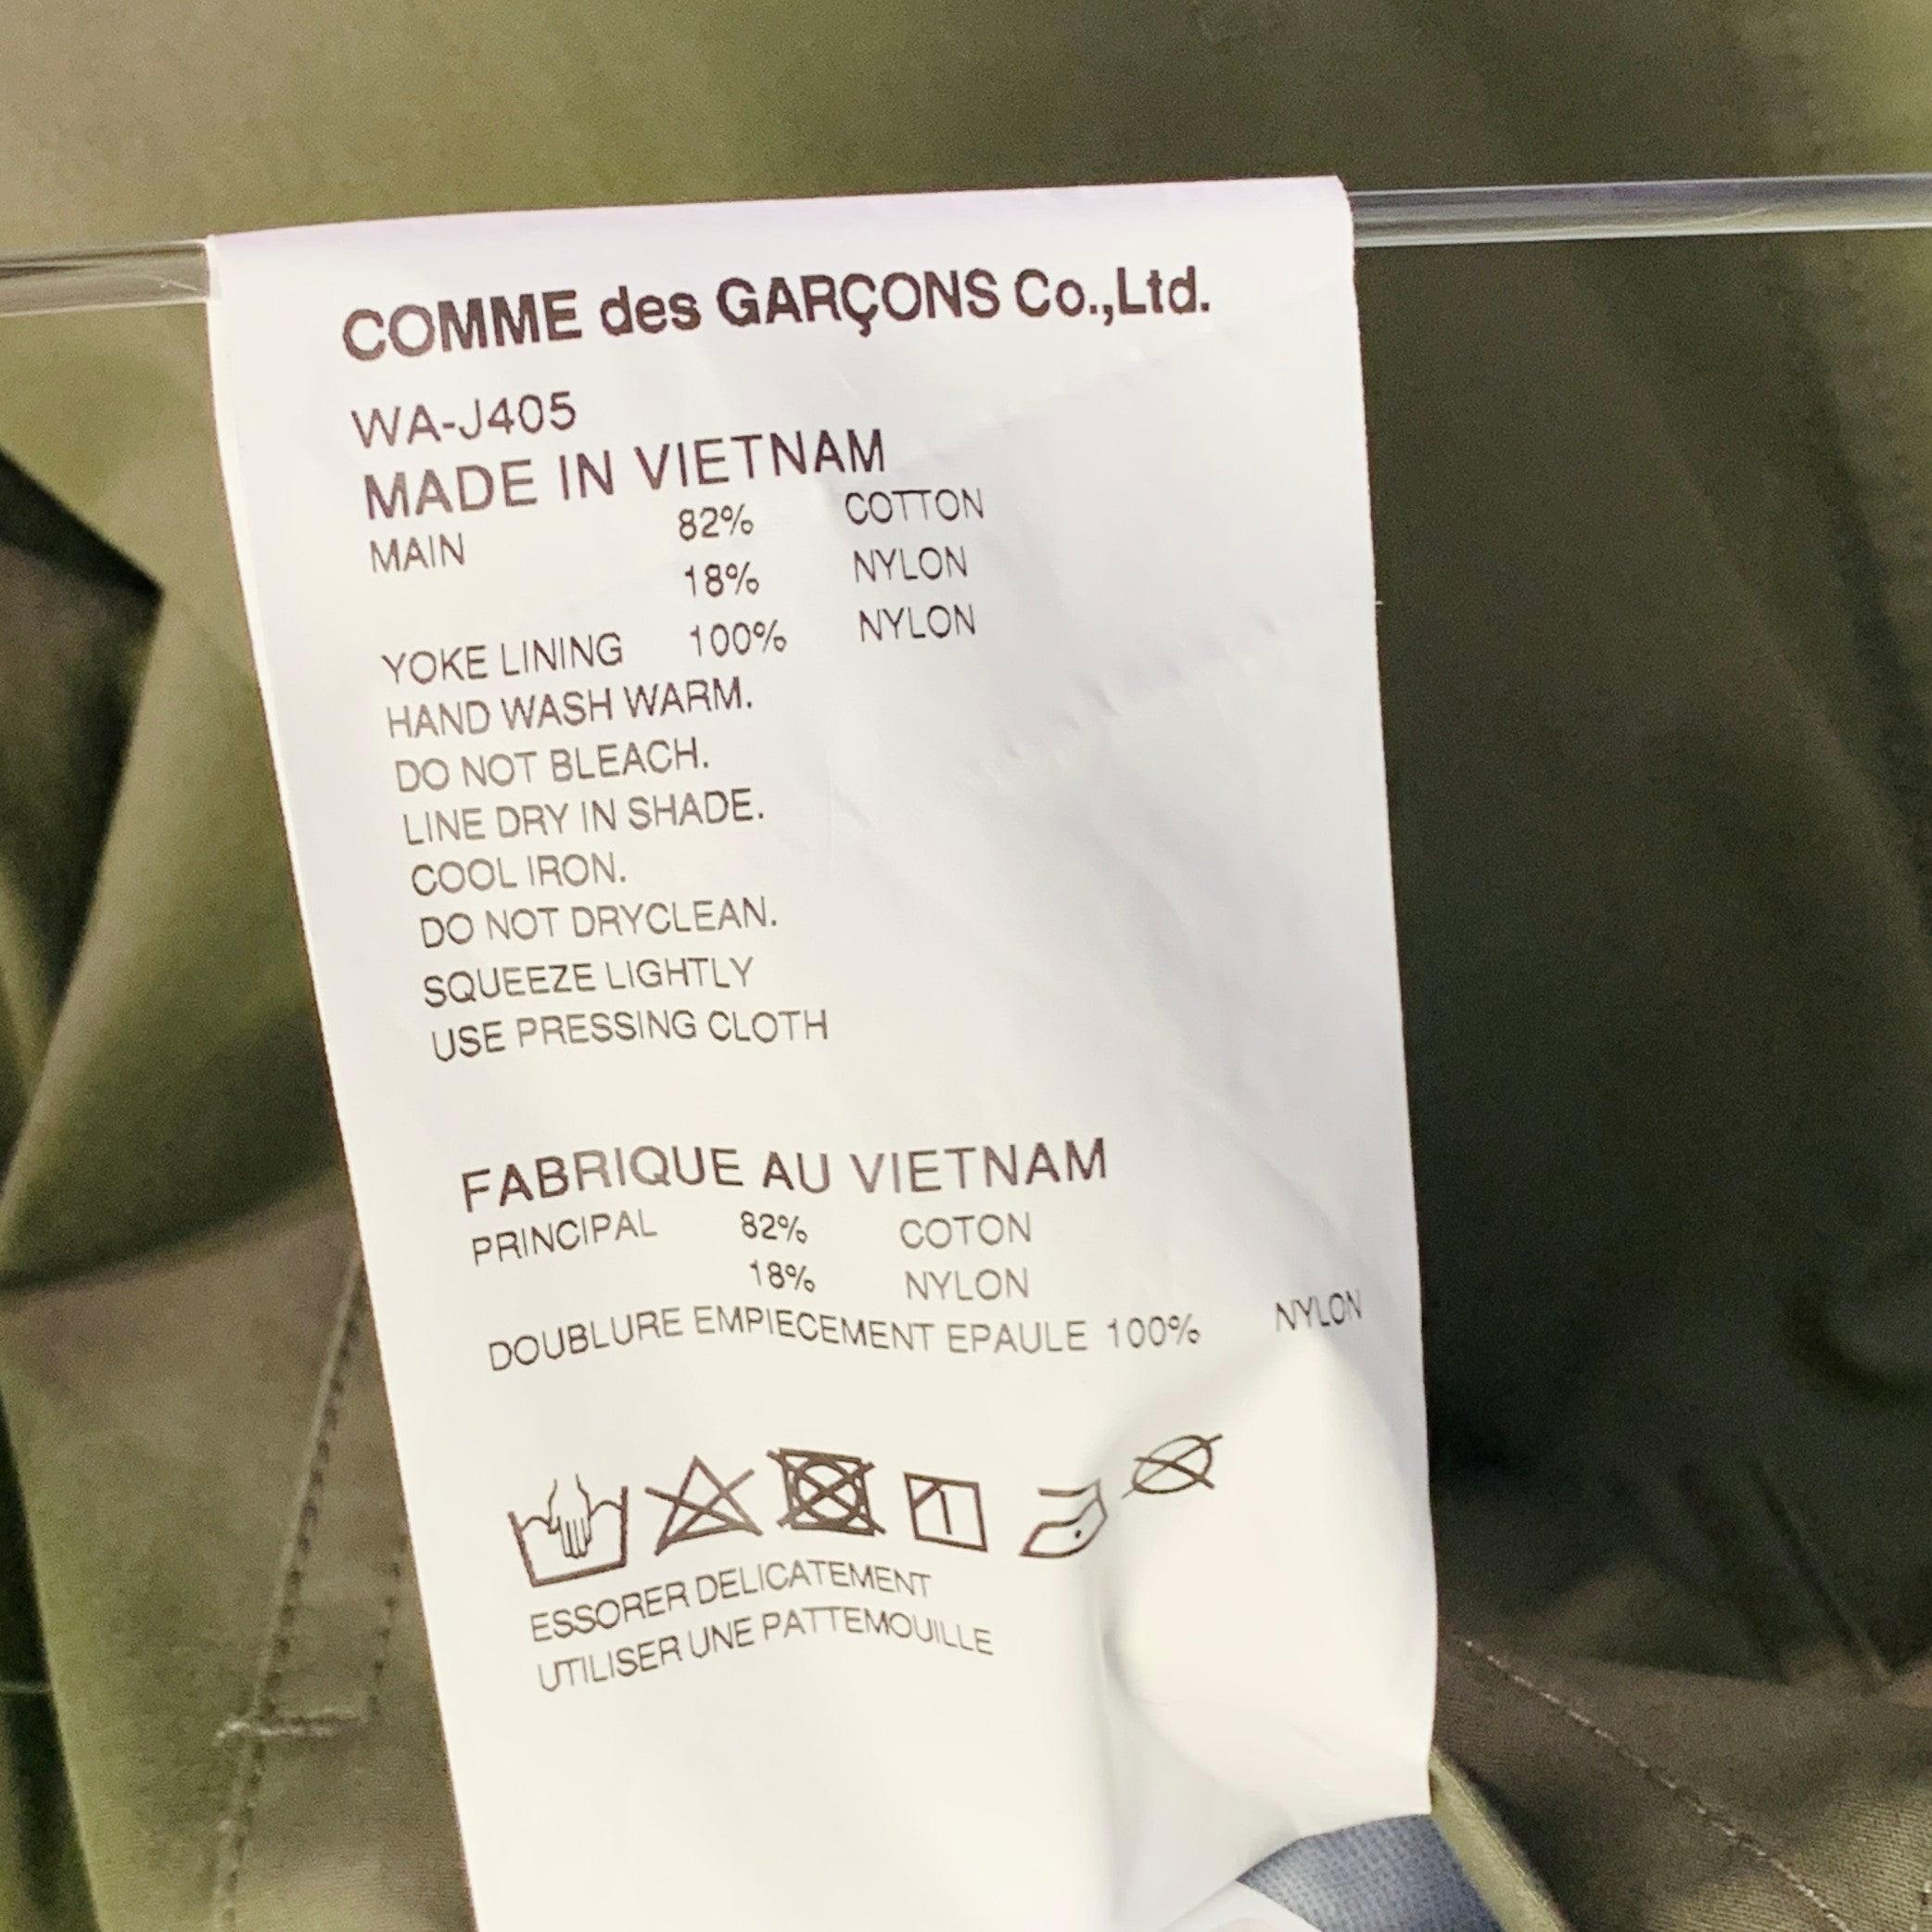 COMME des GARÇONS Co.,Ltd.
WA-J405
MADE IN VIETNAM
MAIN 82% COTTON
18% NYLON
YOKE LINING 100% NYLON
HAND WASH WARM.
DO NOT BLEACH.
LINE DRY IN SHADE.
COOL IRON.
DO NOT DRYCLEAN.
SQUEEZE LIGHTLY
USE PRESSING CLOTH
FABRIQUE AU VIETNAM
PRINCIPAL 82% COTON
18% NYLON
DOUBLURE EMPIECEMENT EPAULE 100% NYLON
ESSORER DELICATEMENT
UTILISER UNE PATTEMOUILLE